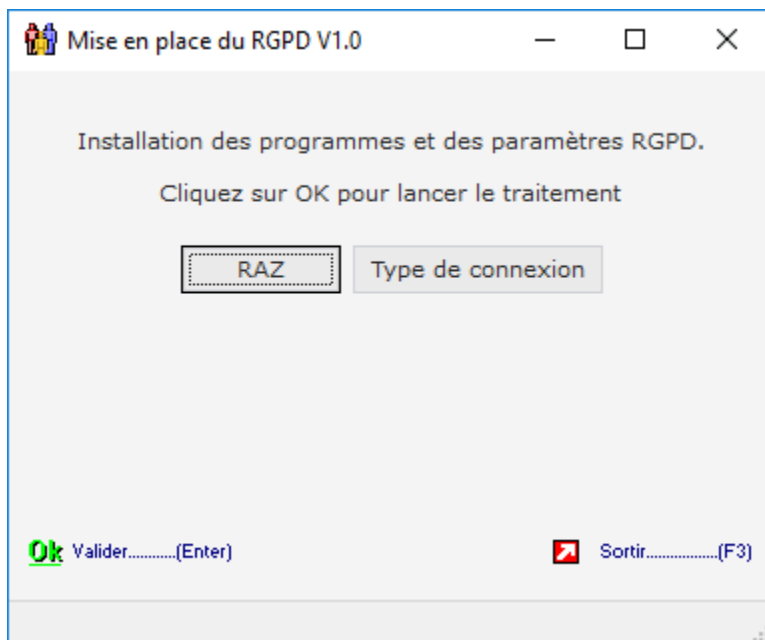 Mise en place du RGPD V1.0
Installation des programmes et des paramètres RGPD.
Cliquez sur OK pour lancer le traitement
RAZ
Type de connexion
Ok Valider...........(Enter)
Sortir.................(F3)